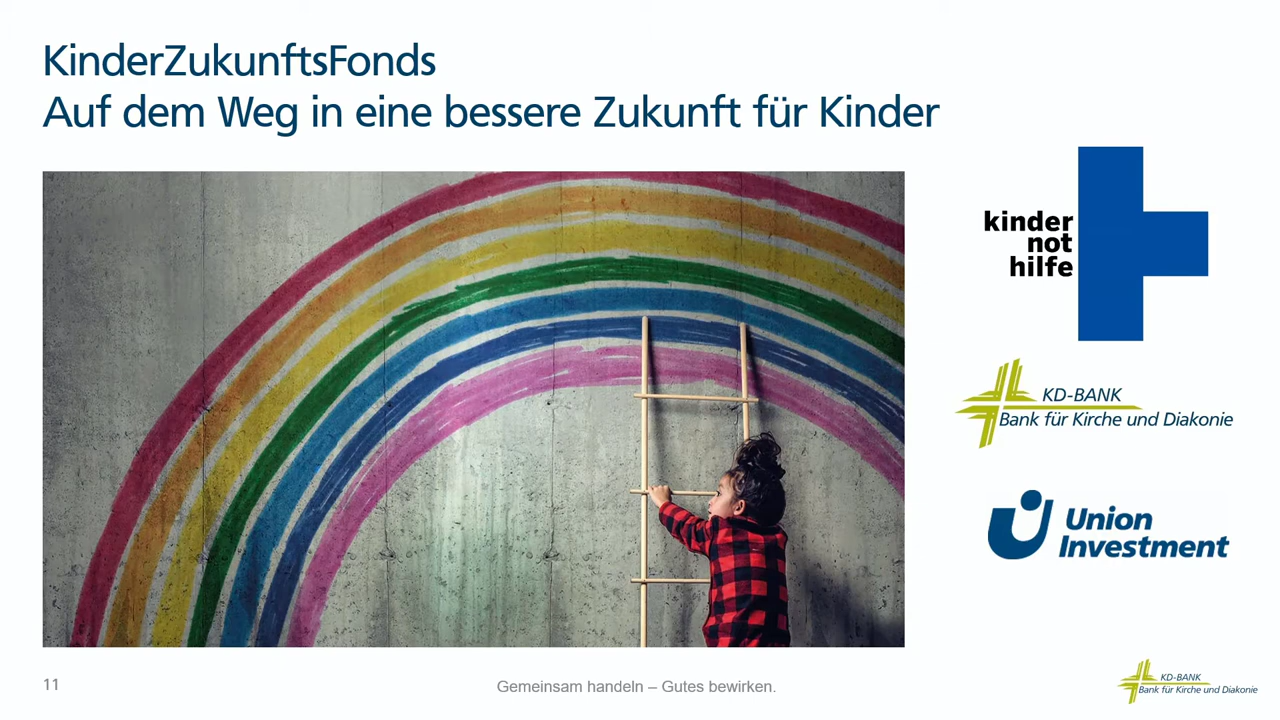 KinderZukunftsFonds
Auf dem Weg in eine bessere Zukunft für Kinder
kinder
not
hilfe
KD-BANK
Bank für Kirche und Diakonie
Union
Investment
11
Gemeinsam handeln – Gutes bewirken.
KD-BANK
Bank für Kirche und Diakonie